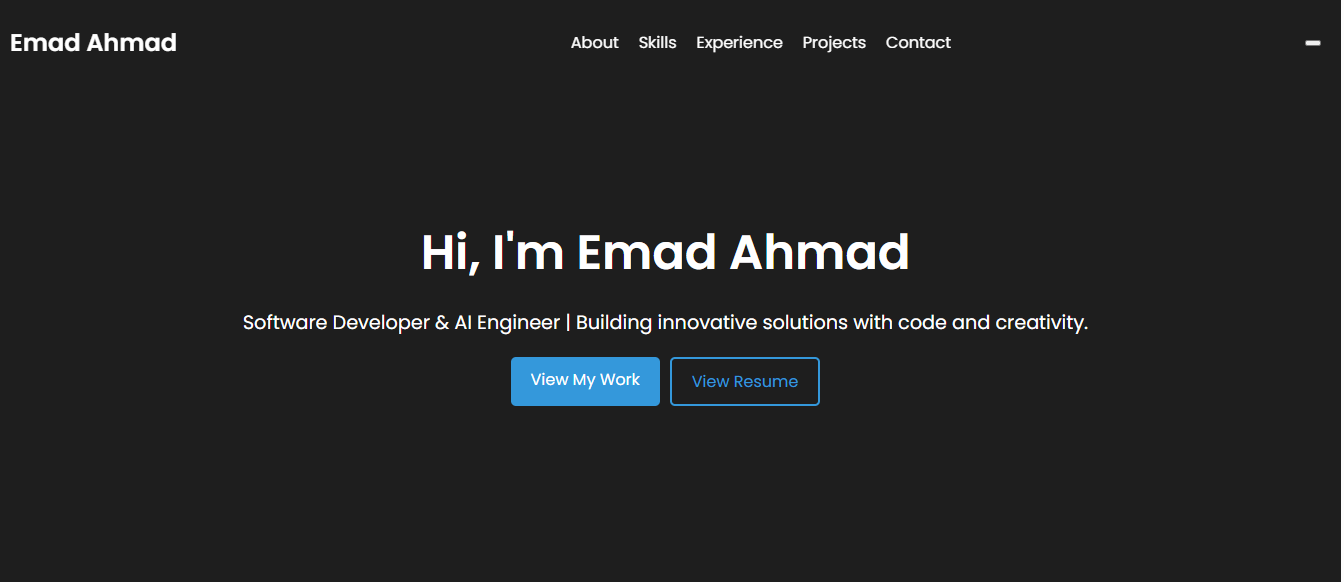 Emad Ahmad
About Skills Experience Projects Contact
Hi, I'm Emad Ahmad
Software Developer & AI Engineer | Building innovative solutions with code and creativity.
View My Work
View Resume